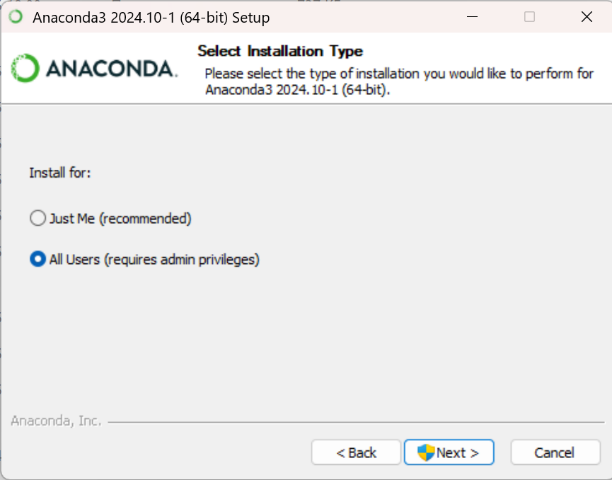 Anaconda3 2024.10-1 (64-bit) Setup
Select Installation Type
ANACONDA.
Please select the type of installation you would like to perform for
Anaconda3 2024.10-1 (64-bit).
Install for:
Just Me (recommended)
All Users (requires admin privileges)
Anaconda, Inc.
< Back
Next >
Cancel